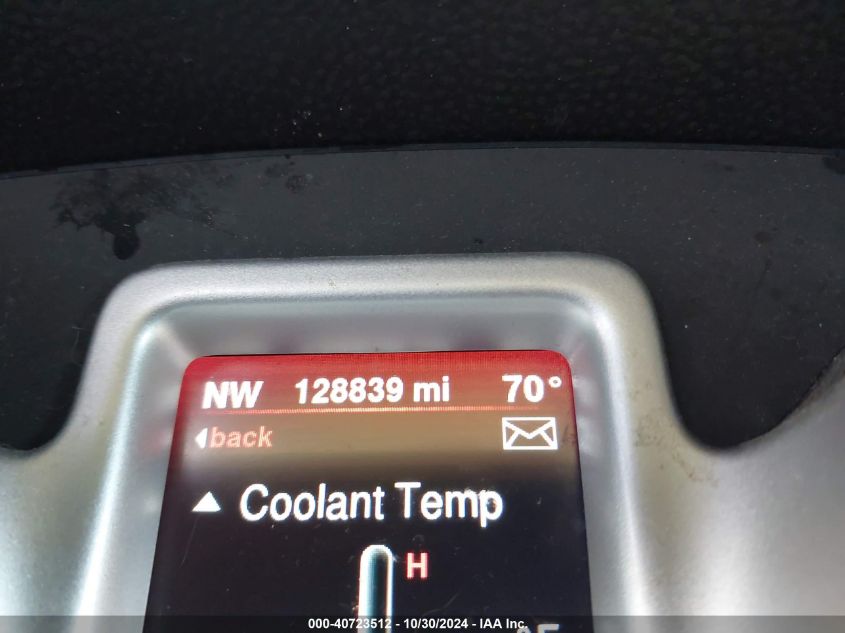 NW 128839 mi 70°
back
Coolant Temp
H
°F
000-40723512 - 10/30/2024 - IAA Inc.